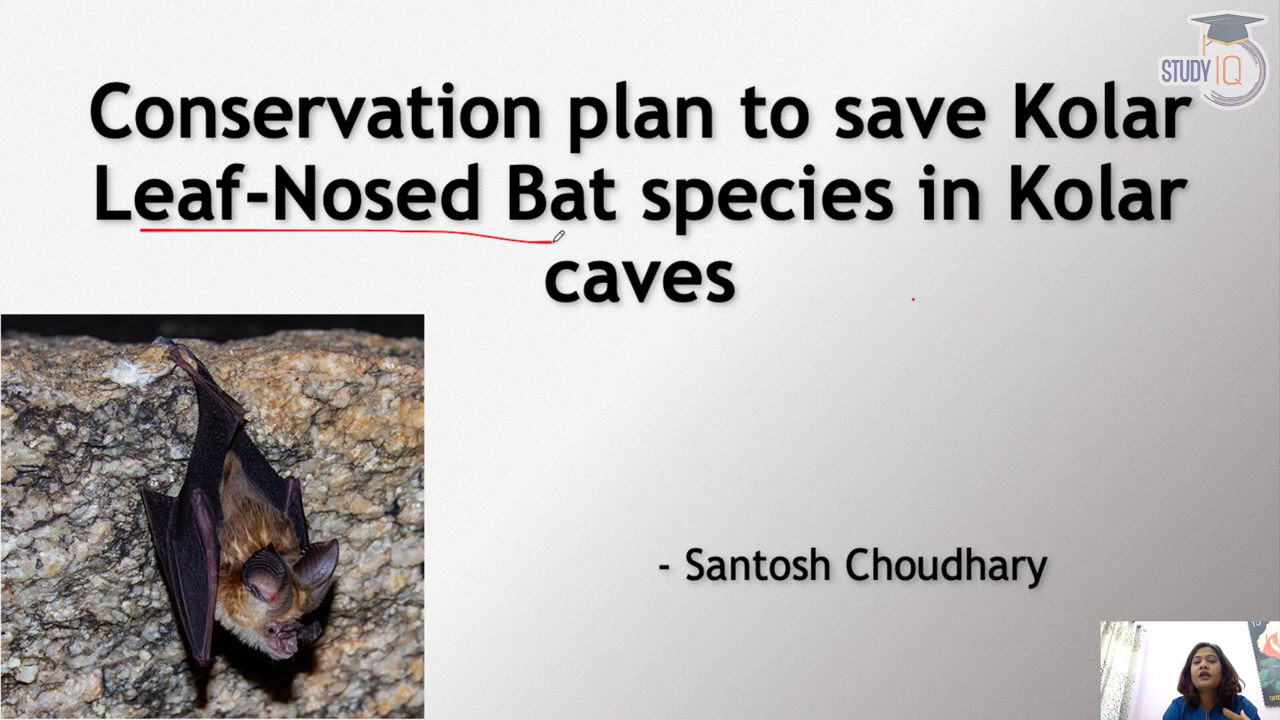 STUDY IQ
Conservation plan to save Kolar
Leaf-Nosed Bat species in Kolar
caves
- Santosh Choudhary